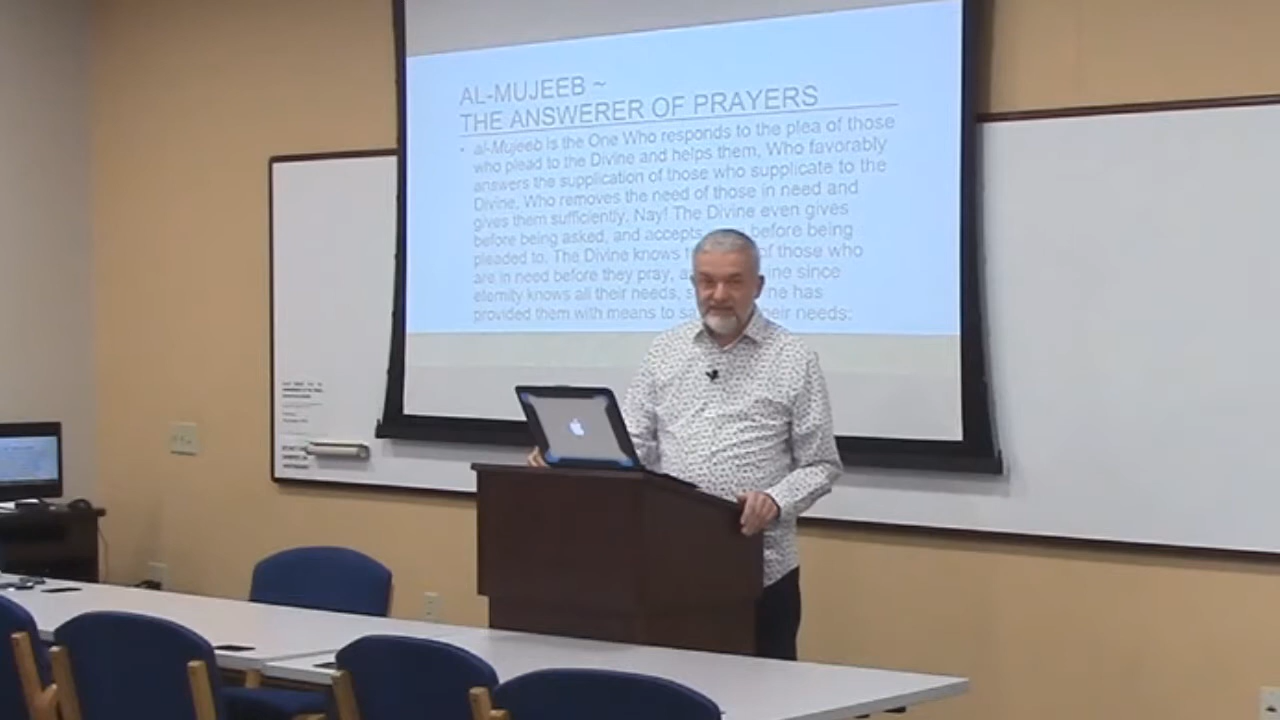 AL-MUJEEB ~
THE ANSWERER OF PRAYERS
• al-Mujeeb is the One Who responds to the plea of those
who plead to the Divine and helps them, Who favorably
answers the supplication of those who supplicate to the
Divine, Who removes the need of those in need and
gives them sufficiently. Nay! The Divine even gives
before being asked, and accepts before being
pleaded to. The Divine knows of those who
are in need before they pray, since
eternity knows all their needs, has
provided them with means to their needs;